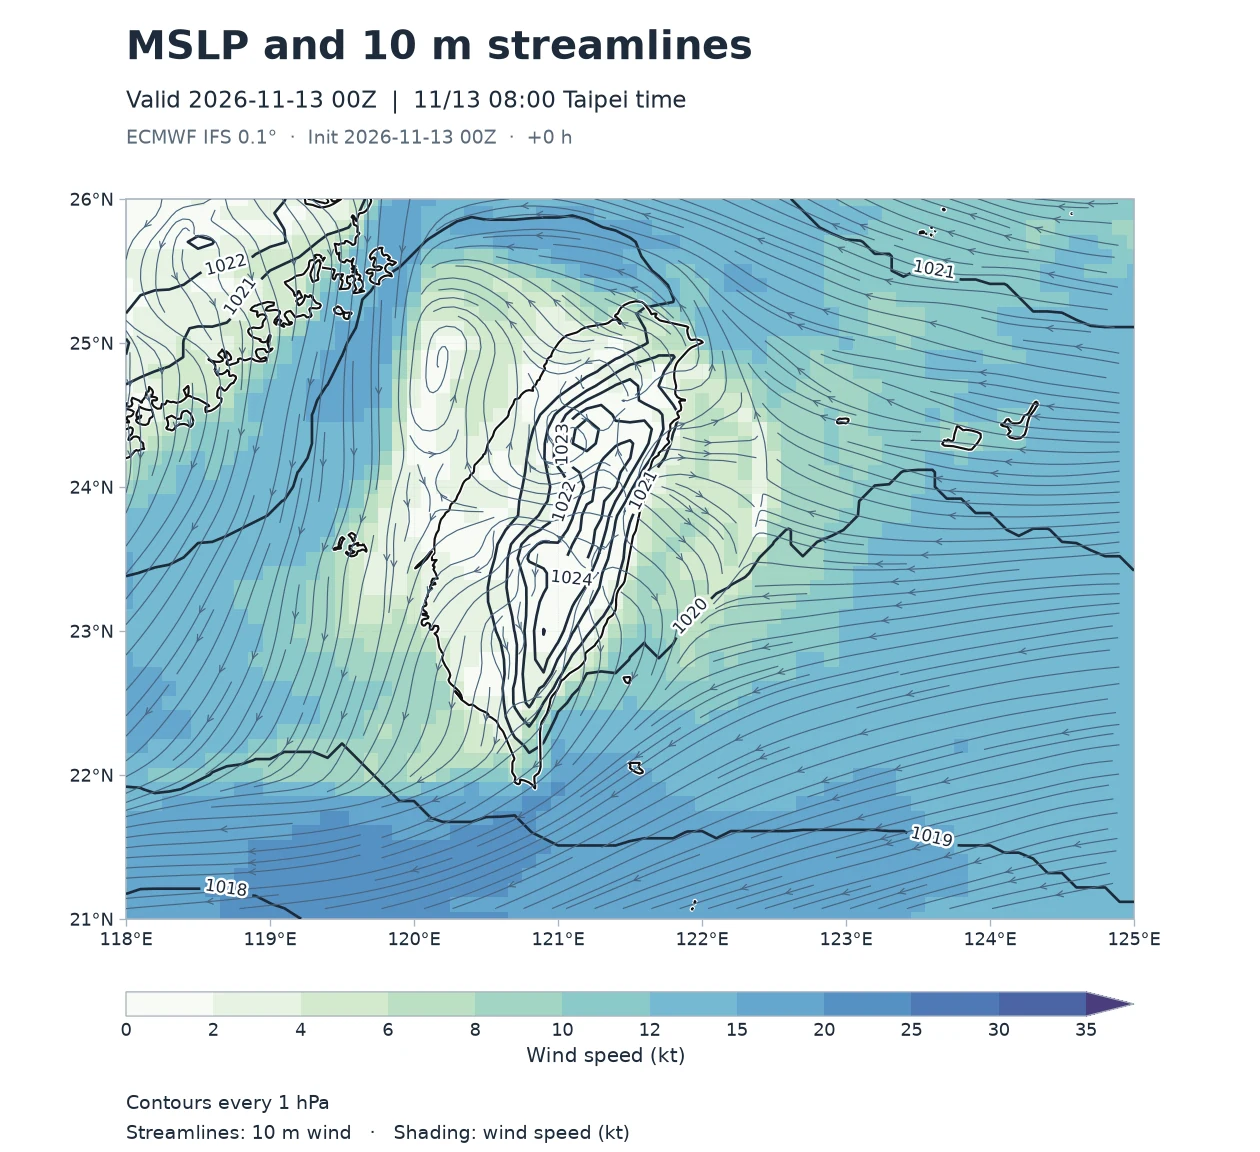 MSLP and 10 m streamlines
Valid 2026-11-13 00Z | 11/13 08:00 Taipei time
ECMWF IFS 0.1° · Init 2026-11-13 00Z · +0 h
26°N
25°N
24°N
23°N
22°N
21°N
1022
1021
1021
1023
1022
1021
1024
1020
1019
1018
118°E 119°E 120°E 121°E 122°E 123°E 124°E 125°E
0 2 4 6 8 10 12 15 20 25 30 35
Wind speed (kt)
Contours every 1 hPa
Streamlines: 10 m wind · Shading: wind speed (kt)